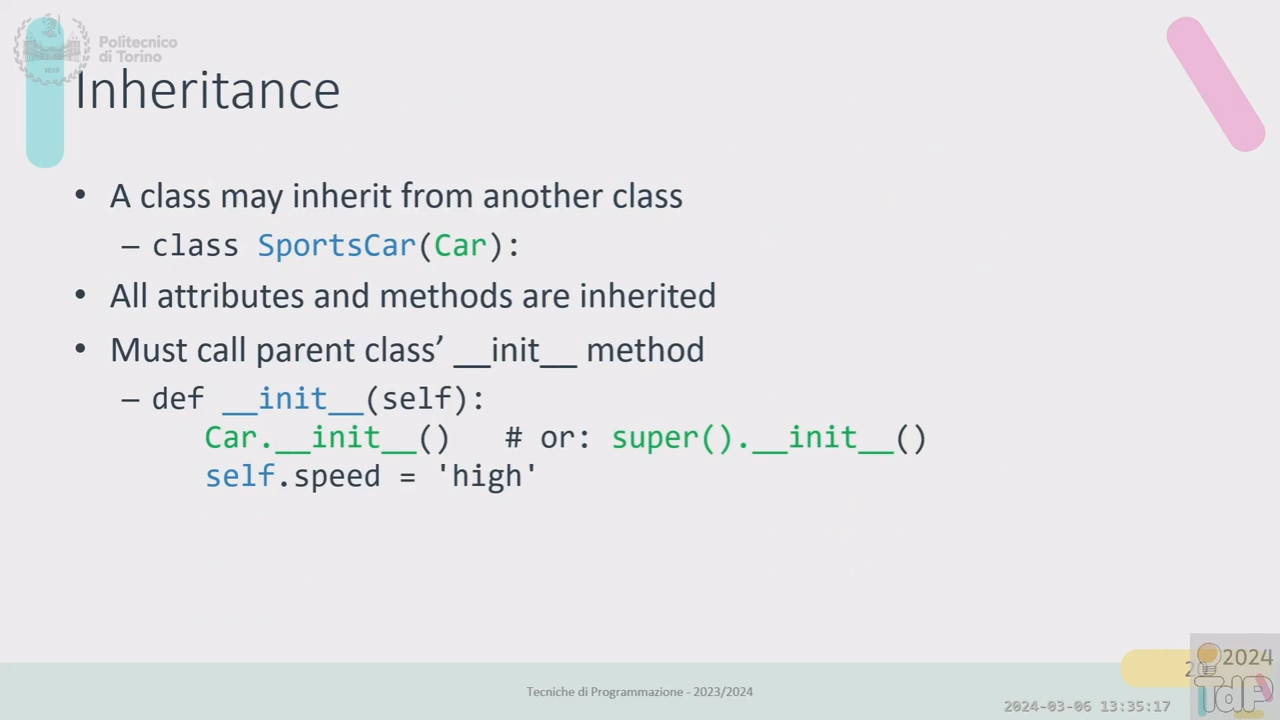 Politecnico
di Torino
Inheritance
• A class may inherit from another class
– class SportsCar(Car):
• All attributes and methods are inherited
• Must call parent class’ __init__ method
– def __init__(self):
Car.__init__() # or: super().__init__()
self.speed = 'high'
Tecniche di Programmazione - 2023/2024
2024
TdP
2024-03-06 13:35:17